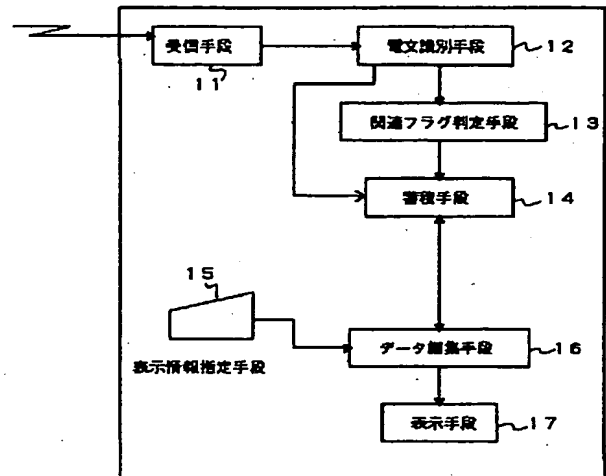 受信手段
11
電文識別手段
12
関連フラグ判定手段
13
蓄積手段
14
15
表示情報指定手段
データ編集手段
16
表示手段
17